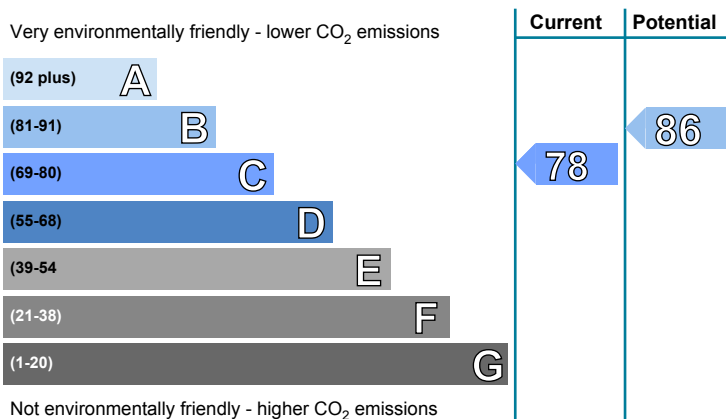 Current Potential
Very environmentally friendly - lower CO₂ emissions
(92 plus) A
(81-91) B
86
(69-80) C
78
(55-68) D
(39-54 E
(21-38) F
(1-20) G
Not environmentally friendly - higher CO₂ emissions